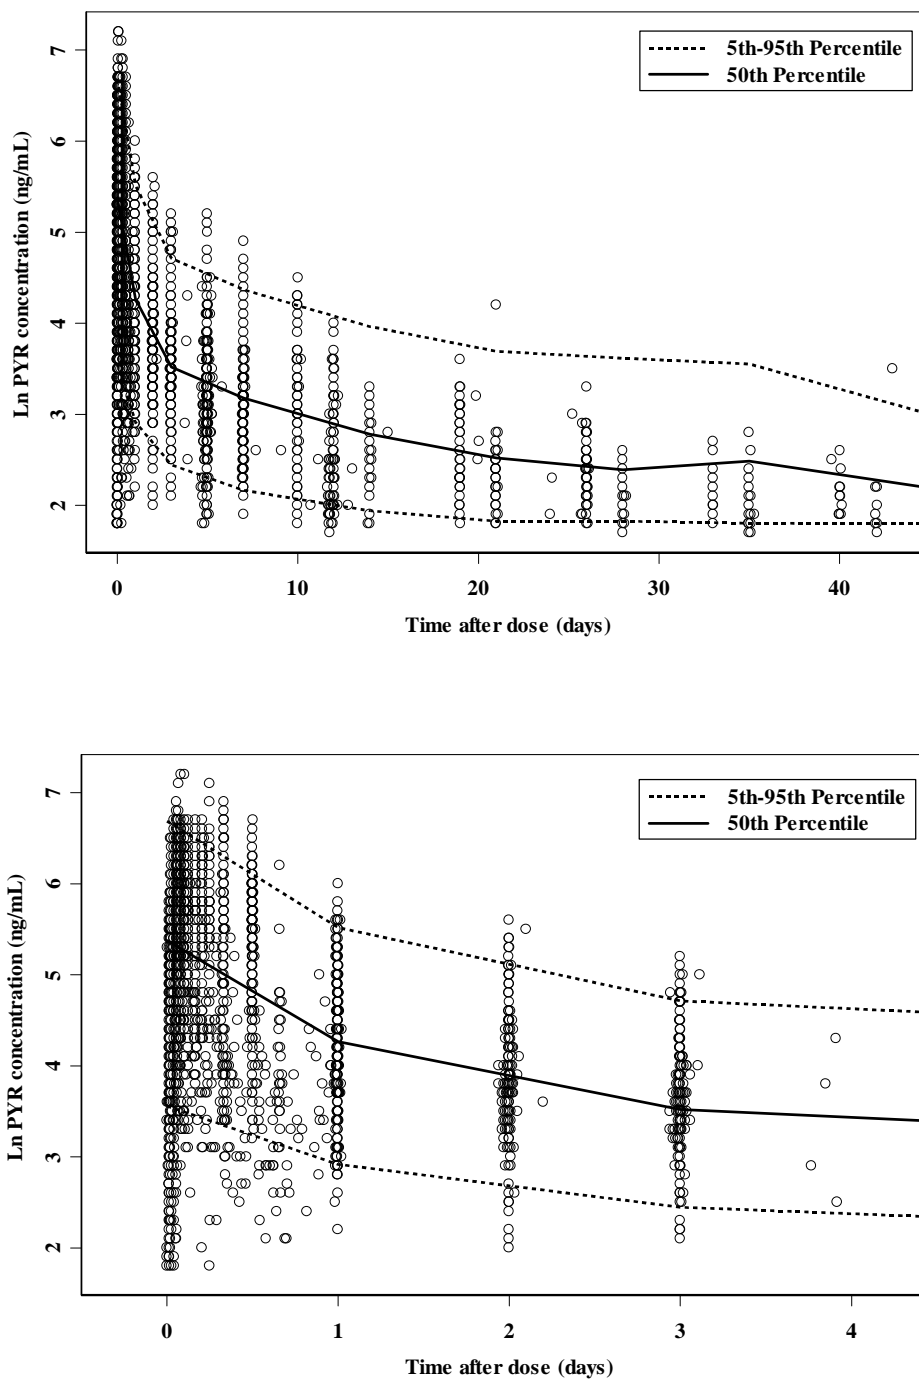 5th-95th Percentile
50th Percentile
Ln PYR concentration (ng/mL)
7
6
5
4
3
2
0 10 20 30 40
Time after dose (days)
5th-95th Percentile
50th Percentile
Ln PYR concentration (ng/mL)
7
6
5
4
3
2
0 1 2 3 4
Time after dose (days)